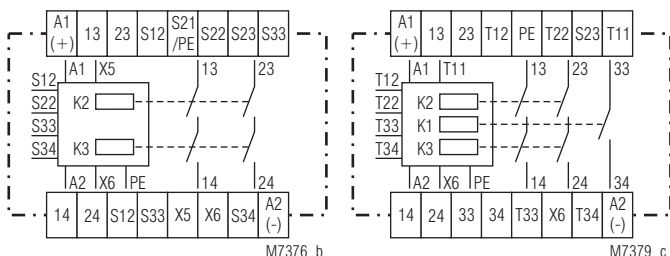 A1 (+) 13 23 S12 S21 /PE S22 S23 S33
A1 X5 13 23
S12
S22
S33
S34
K2
K3
A2 X6 PE 14 24
14 24 S12 S33 X5 X6 S34 A2 (-)
M7376_b
A1 (+) 13 23 T12 PE T22 S23 T11
A1 T11 13 23 33
T12
T22
T33
T34
K2
K1
K3
A2 X6 PE 14 24 34
14 24 33 34 T33 X6 T34 A2 (-)
M7379_c